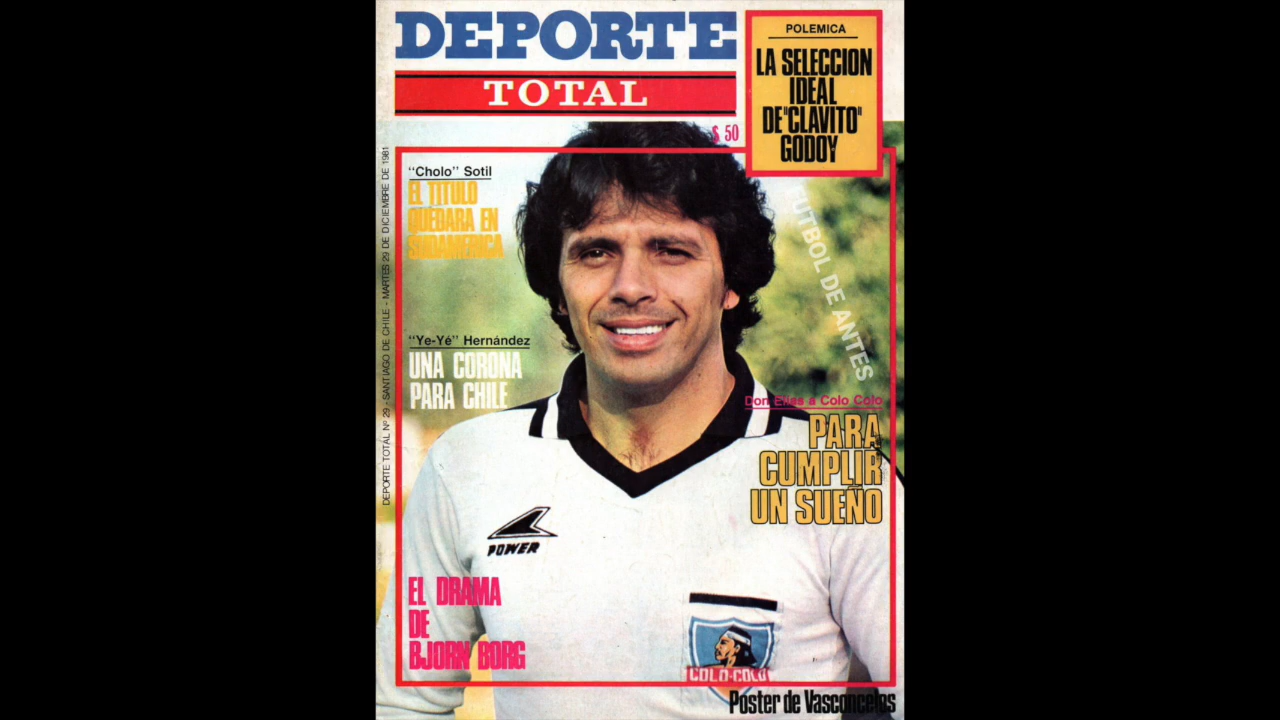 DEPORTE
TOTAL
$ 50
POLEMICA
LA SELECCION
IDEAL
DE "CLAVITO"
GODOY
"Cholo" Sotil
EL TITULO
QUEDARA EN
SUDAMERICA
"Ye-Yé" Hernández
UNA CORONA
PARA CHILE
FUTBOL DE ANTES
Don Elías a Colo Colo
PARA
CUMPLIR
UN SUEÑO
POWER
EL DRAMA
DE
BJORN BORG
COLO-COLO
Poster de Vasconcelos
DEPORTE TOTAL Nº 29 - SANTIAGO DE CHILE - MARTES 29 DE DICIEMBRE DE 1981